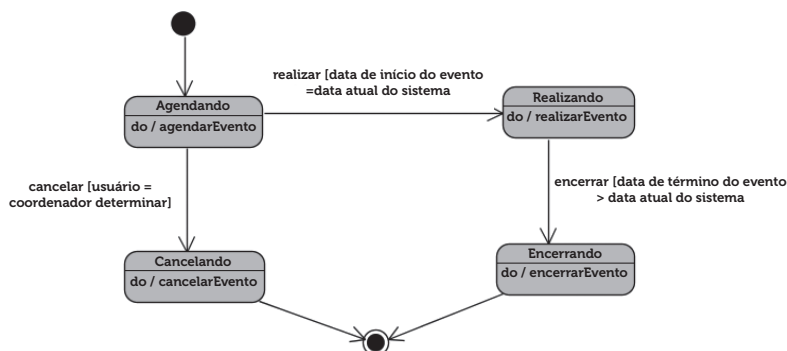 realizar [data de início do evento
=data atual do sistema
Agendando
do / agendarEvento
Realizando
do / realizarEvento
cancelar [usuário =
coordenador determinar]
encerrar [data de término do evento
> data atual do sistema
Cancelando
do / cancelarEvento
Encerrando
do / encerrarEvento